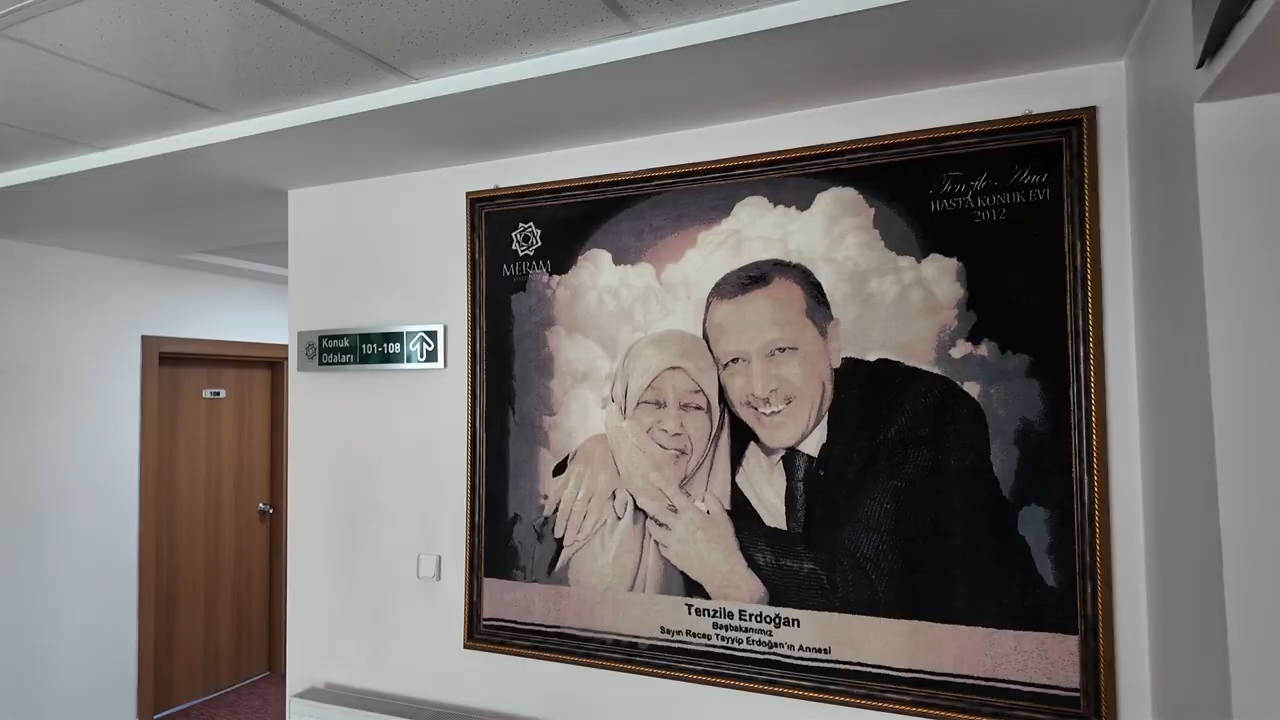 Tenzile Ana
HASTA KONUK EVİ
2012
MERAM
Konuk
Odaları
101-108
108
Tenzile Erdoğan
Başbakanımız
Sayın Recep Tayyip Erdoğan'ın Annesi